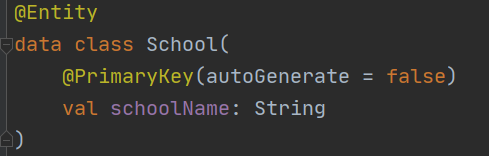 @Entity
data class School(
    @PrimaryKey(autoGenerate = false)
    val schoolName: String
)